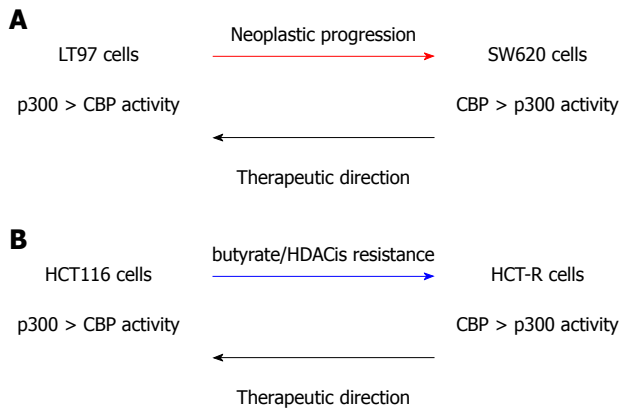 A
Neoplastic progression
LT97 cells
SW620 cells
p300 > CBP activity
CBP > p300 activity
Therapeutic direction
B
butyrate/HDACis resistance
HCT116 cells
HCT-R cells
p300 > CBP activity
CBP > p300 activity
Therapeutic direction